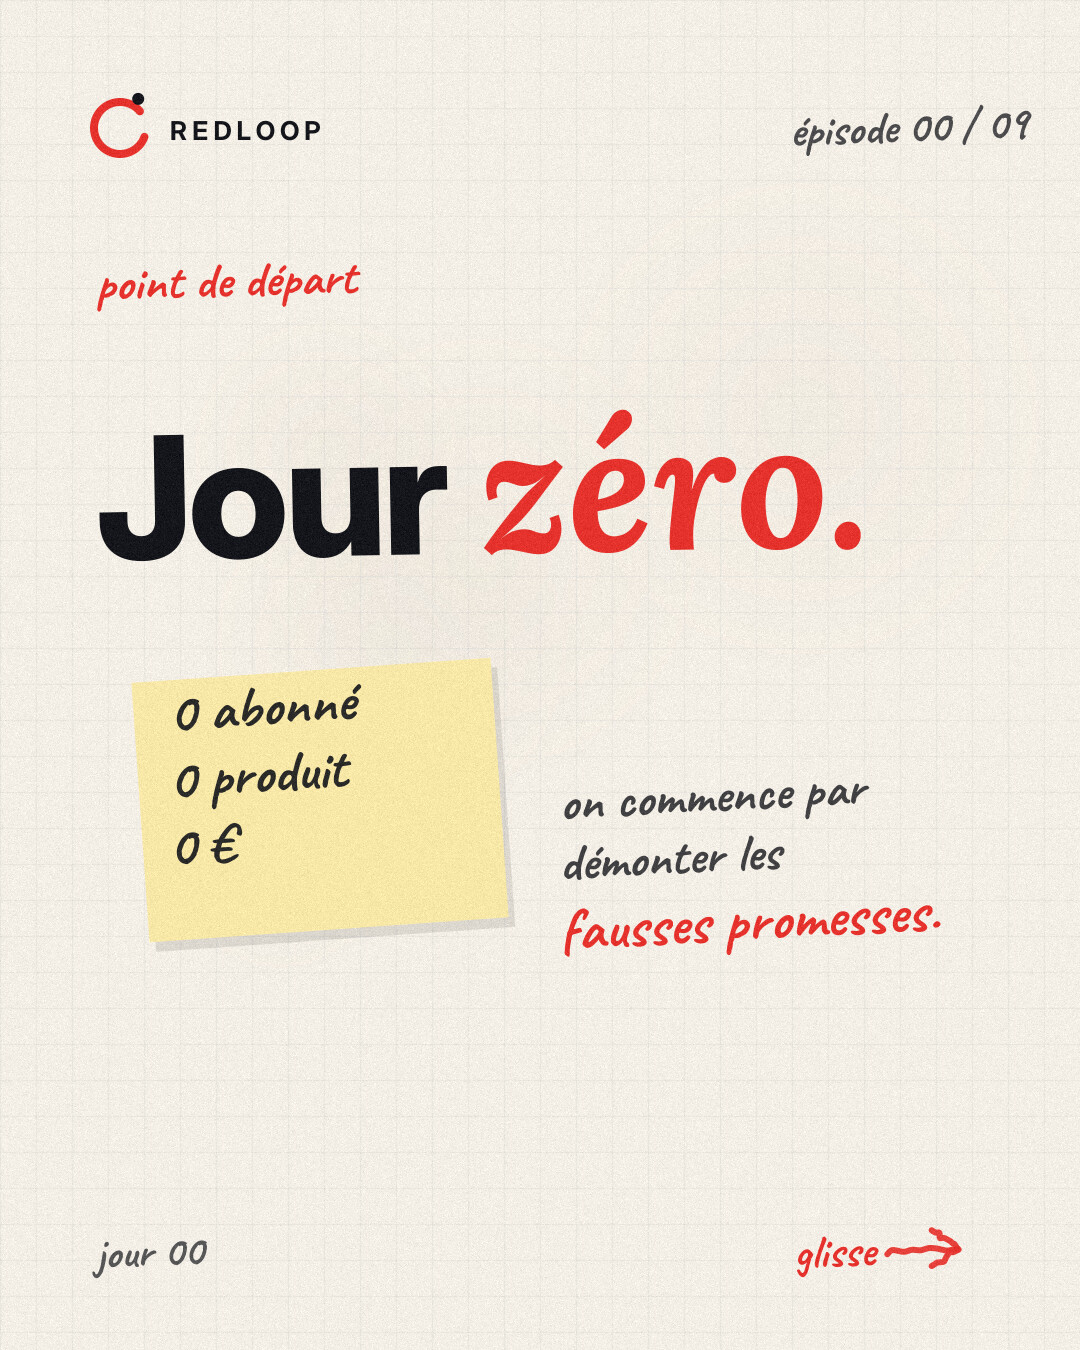 REDLOOP
épisode 00 / 09
point de départ
Jour zéro.
0 abonné
0 produit
0 €
on commence par
démonter les
fausses promesses.
jour 00
glisse